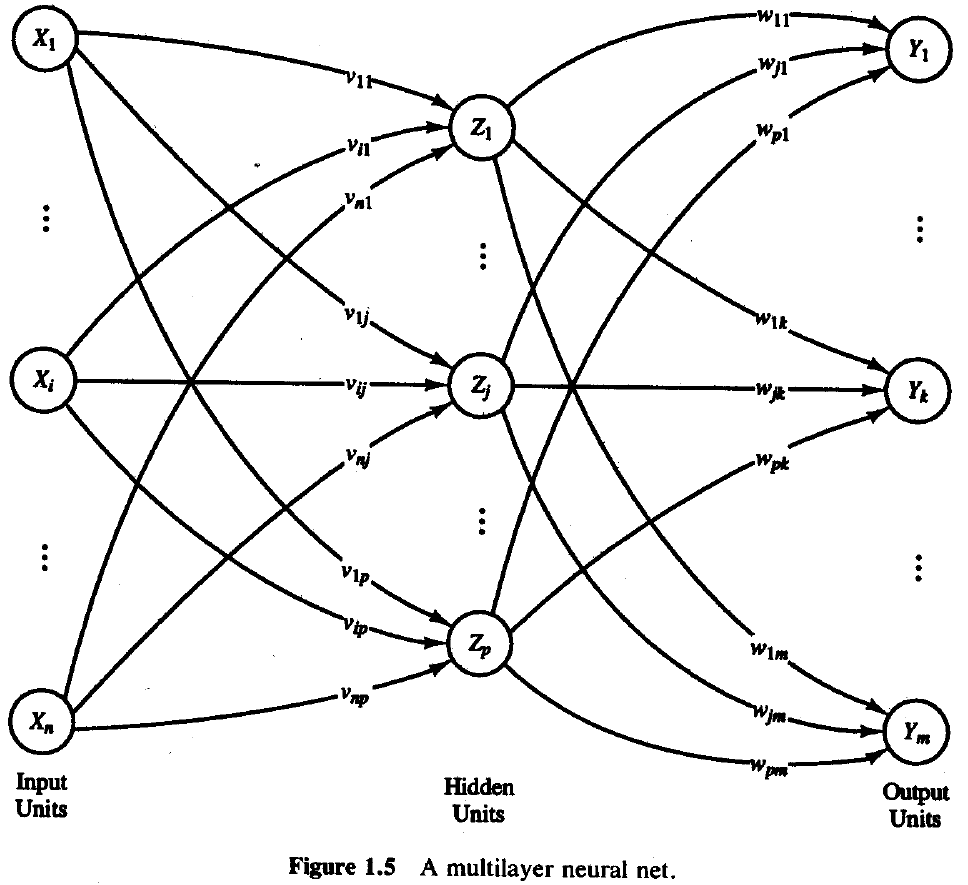 X1
v11
vi1
vn1
Z1
w11
wj1
wp1
Y1
⋮
⋮
⋮
Xi
v1j
vij
vnj
Zj
w1k
wjk
wpk
Yk
⋮
⋮
⋮
Xn
v1p
vip
vnp
Zp
w1m
wjm
wpm
Ym
Input
Units
Hidden
Units
Output
Units
Figure 1.5 A multilayer neural net.